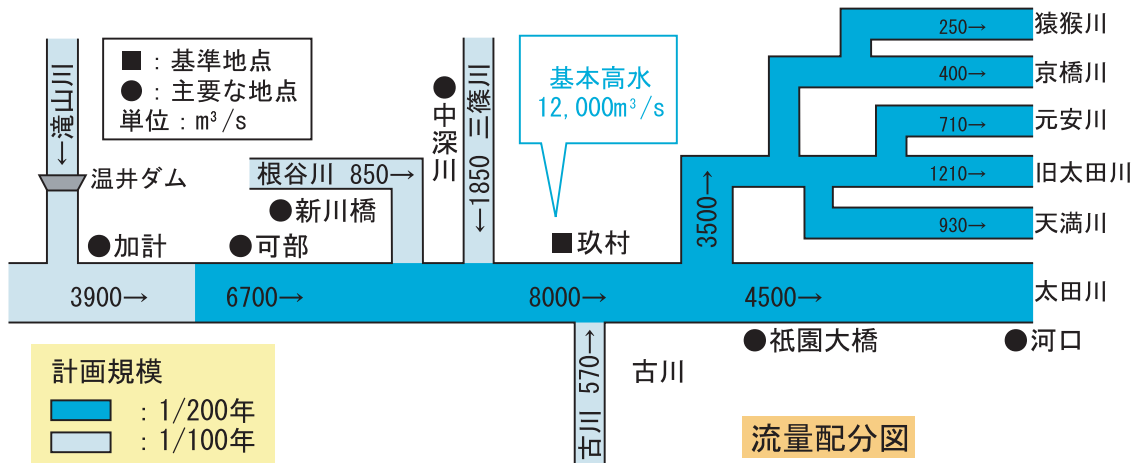 ■：基準地点
●：主要な地点
単位：m³/s
基本高水
12,000m³/s
←滝山川
温井ダム
●加計
●可部
根谷川 850→
●新川橋
●中深川
←1850 三篠川
■玖村
3500→
250→ 猿猴川
400→ 京橋川
710→ 元安川
1210→ 旧太田川
930→ 天満川
3900→
6700→
8000→
4500→
太田川
●祇園大橋
●河口
古川 570→
古川
計画規模
：1/200年
：1/100年
流量配分図